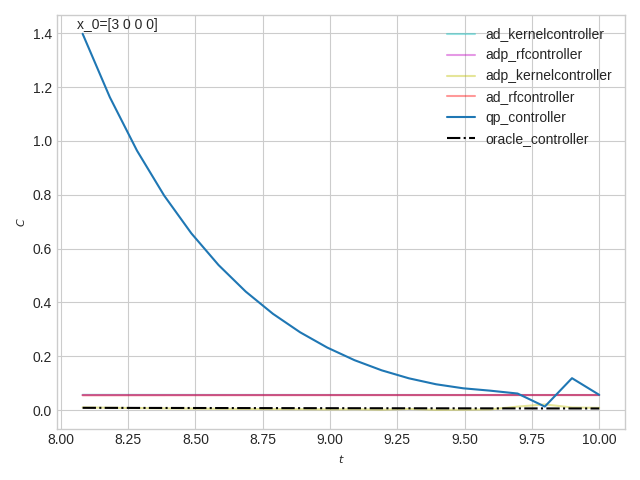 x_0=[3 0 0 0]
ad_kernelcontroller
adp_rfcontroller
adp_kernelcontroller
ad_rfcontroller
qp_controller
oracle_controller
1.4
1.2
1.0
0.8
0.6
0.4
0.2
0.0
C
8.00 8.25 8.50 8.75 9.00 9.25 9.50 9.75 10.00
t